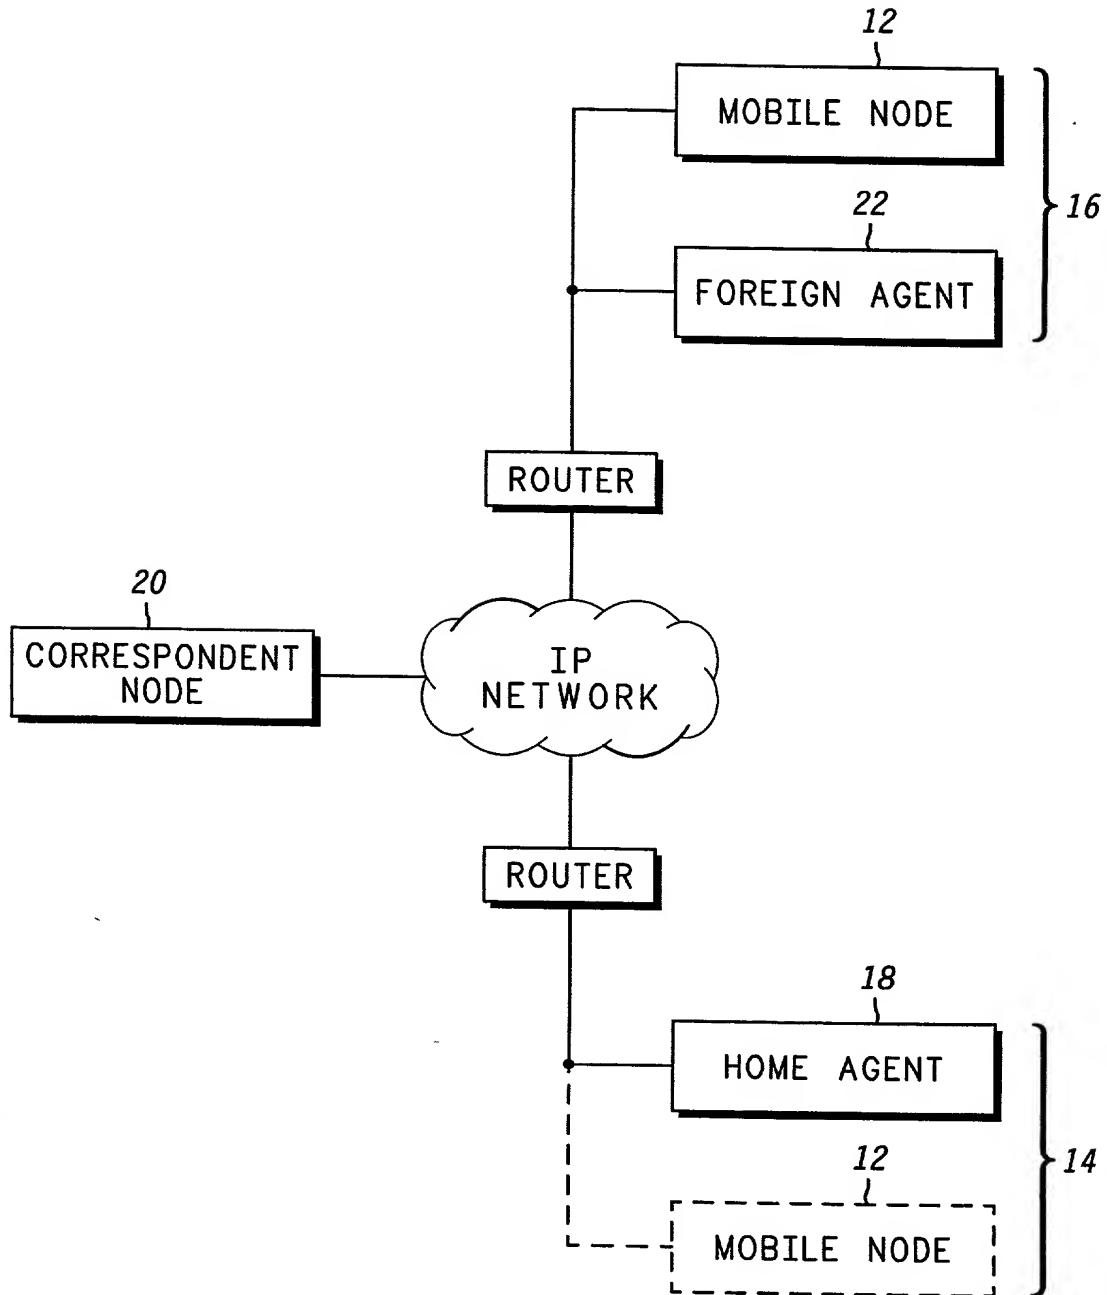 12
MOBILE NODE
16
22
FOREIGN AGENT
ROUTER
20
CORRESPONDENT
NODE
IP
NETWORK
ROUTER
18
HOME AGENT
14
12
MOBILE NODE